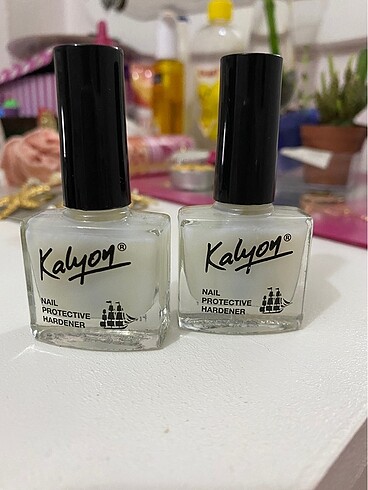 Kalyon®
NAIL
PROTECTIVE
HARDENER
Kalyon®
NAIL
PROTECTIVE
HARDENER